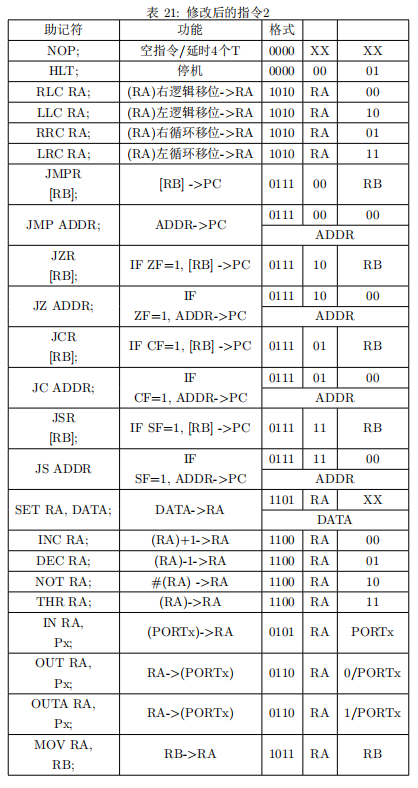 表 21: 修改后的指令2
助记符 功能 格式
NOP; 空指令/延时4个T 0000 XX XX
HLT; 停机 0000 00 01
RLC RA; (RA)右逻辑移位->RA 1010 RA 00
LLC RA; (RA)左逻辑移位->RA 1010 RA 10
RRC RA; (RA)右循环移位->RA 1010 RA 01
LRC RA; (RA)左循环移位->RA 1010 RA 11
JMPR
[RB]; [RB] ->PC 0111 00 RB
JMP ADDR; ADDR->PC 0111 00 00
ADDR
JZR
[RB]; IF ZF=1, [RB] ->PC 0111 10 RB
JZ ADDR; IF 0111 10 00
ZF=1, ADDR->PC ADDR
JCR
[RB]; IF CF=1, [RB] ->PC 0111 01 RB
JC ADDR; IF 0111 01 00
CF=1, ADDR->PC ADDR
JSR
[RB]; IF SF=1, [RB] ->PC 0111 11 RB
JS ADDR IF 0111 11 00
SF=1, ADDR->PC ADDR
SET RA, DATA; DATA->RA 1101 RA XX
DATA
INC RA; (RA)+1->RA 1100 RA 00
DEC RA; (RA)-1->RA 1100 RA 01
NOT RA; #(RA) ->RA 1100 RA 10
THR RA; (RA)->RA 1100 RA 11
IN RA,
Px; (PORTx)->RA 0101 RA PORTx
OUT RA,
Px; RA->(PORTx) 0110 RA 0/PORTx
OUTA RA,
Px; RA->(PORTx) 0110 RA 1/PORTx
MOV RA,
RB; RB->RA 1011 RA RB